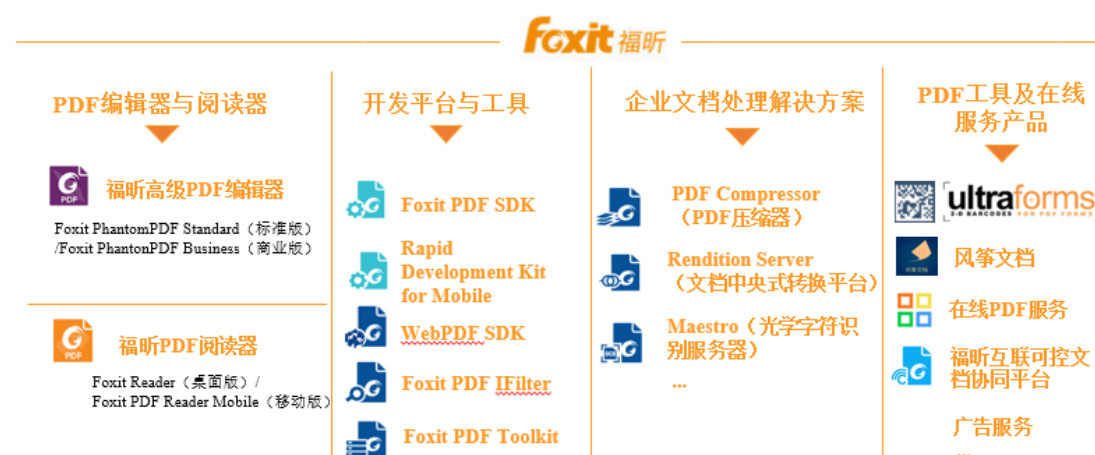 Foxit 福昕
PDF编辑器与阅读器
福昕高级PDF编辑器
Foxit PhantomPDF Standard（标准版）
/Foxit PhantonPDF Business（商业版）
福昕PDF阅读器
Foxit Reader（桌面版）/
Foxit PDF Reader Mobile（移动版）
开发平台与工具
Foxit PDF SDK
Rapid
Development Kit
for Mobile
WebPDF SDK
Foxit PDF IFilter
Foxit PDF Toolkit
企业文档处理解决方案
PDF Compressor
（PDF压缩器）
Rendition Server
（文档中央式转换平台）
Maestro（光学字符识
别服务器）
...
PDF工具及在线
服务产品
ultraforms
2-D BARCODES FOR PDF FORMS
风筝文档
在线PDF服务
福昕互联可控文
档协同平台
广告服务